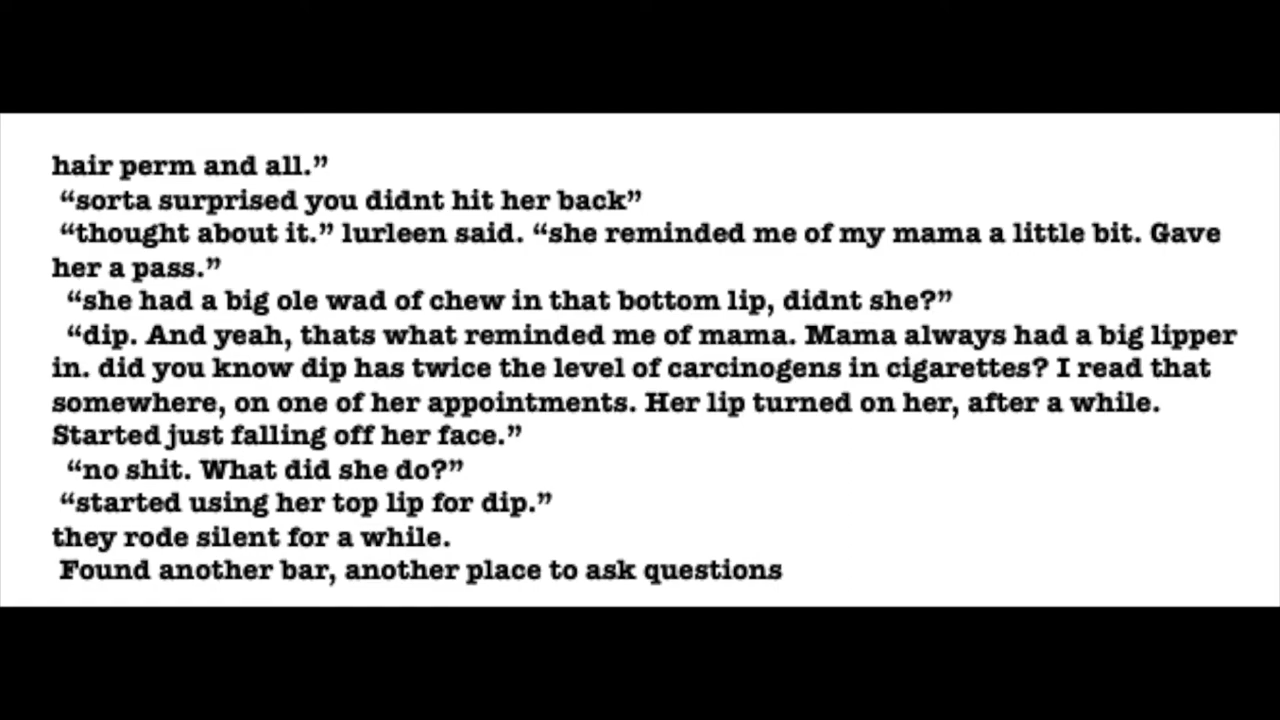 hair perm and all.”
“sorta surprised you didnt hit her back”
“thought about it.” lurleen said. “she reminded me of my mama a little bit. Gave
her a pass.”
“she had a big ole wad of chew in that bottom lip, didnt she?”
“dip. And yeah, thats what reminded me of mama. Mama always had a big lipper
in. did you know dip has twice the level of carcinogens in cigarettes? I read that
somewhere, on one of her appointments. Her lip turned on her, after a while.
Started just falling off her face.”
“no shit. What did she do?”
“started using her top lip for dip.”
they rode silent for a while.
Found another bar, another place to ask questions